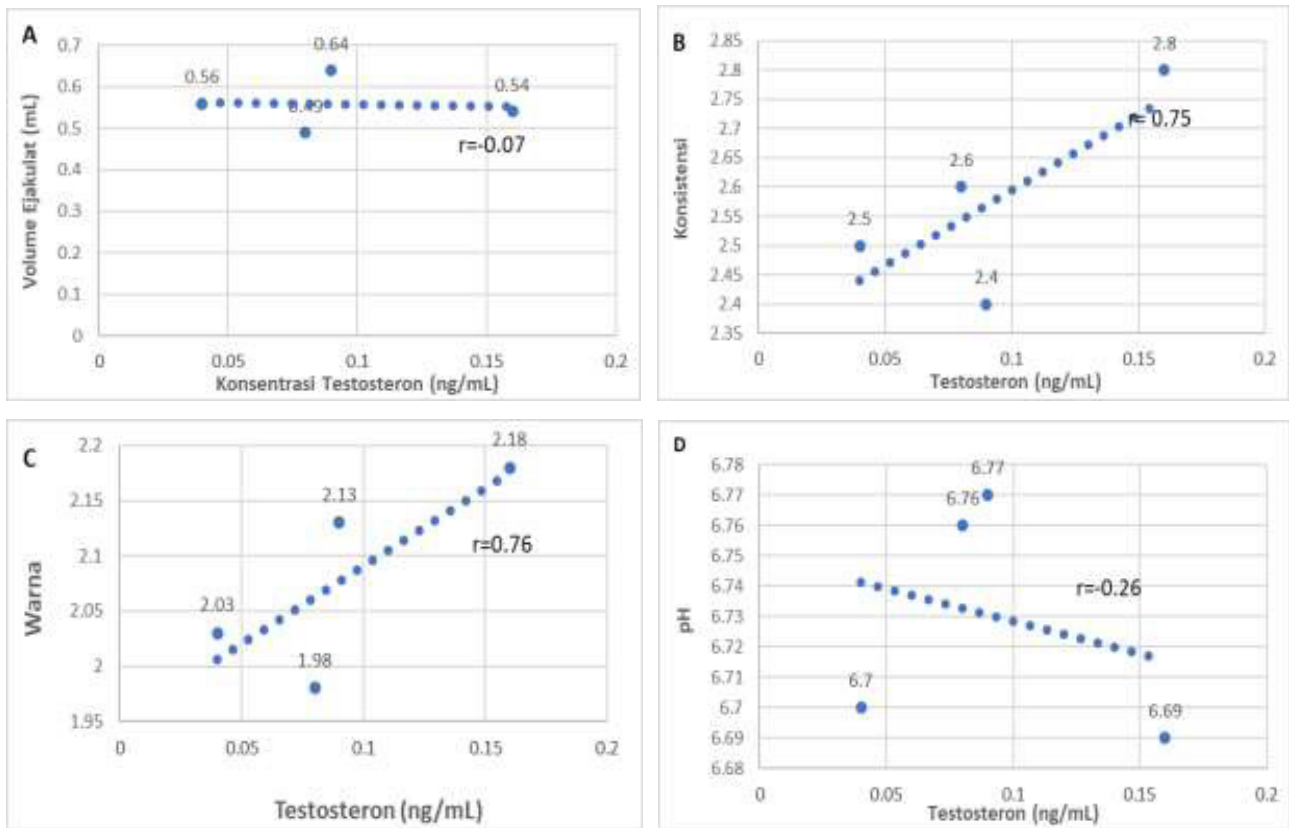 A
Volume Ejakulat (mL)
0.7
0.6
0.5
0.4
0.3
0.2
0.1
0
0.56
0.64
0.49
0.54
r=-0.07
0 0.05 0.1 0.15 0.2
Konsentrasi Testosteron (ng/mL)
B
Konsistensi
2.85
2.8
2.75
2.7
2.65
2.6
2.55
2.5
2.45
2.4
2.35
2.8
r= 0.75
2.6
2.5
2.4
0 0.05 0.1 0.15 0.2
Testosteron (ng/mL)
C
Warna
2.2
2.15
2.1
2.05
2
1.95
2.18
2.13
r=0.76
2.03
1.98
0 0.05 0.1 0.15 0.2
Testosteron (ng/mL)
D
pH
6.78
6.77
6.76
6.75
6.74
6.73
6.72
6.71
6.7
6.69
6.68
6.77
6.76
r=-0.26
6.7
6.69
0 0.05 0.1 0.15 0.2
Testosteron (ng/mL)